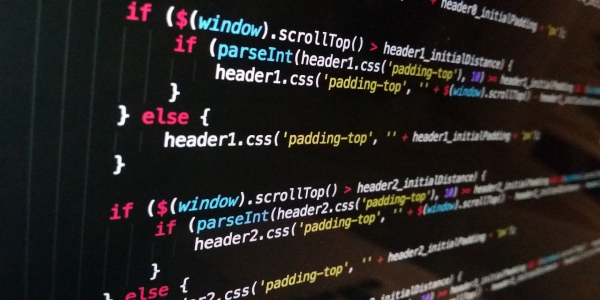 header0_initialPadding + 'px');
if ($(window).scrollTop() > header1_initialDistance) {
if (parseInt(header1.css('padding-top'), 10) >= header1_initialPadding
header1.css('padding-top', '' + $(window).scrollTop() - header1_initialDistance
}
} else {
header1.css('padding-top', '' + header1_initialPadding + 'px');
}
if ($(window).scrollTop() > header2_initialDistance) {
if (parseInt(header2.css('padding-top'), 10) >= header2_initialPadding
header2.css('padding-top', '' + $(window).scrollTop() - header2_initialDistance
}
} else {
header2.css('padding-top', '' + header2_initialPadding + 'px');